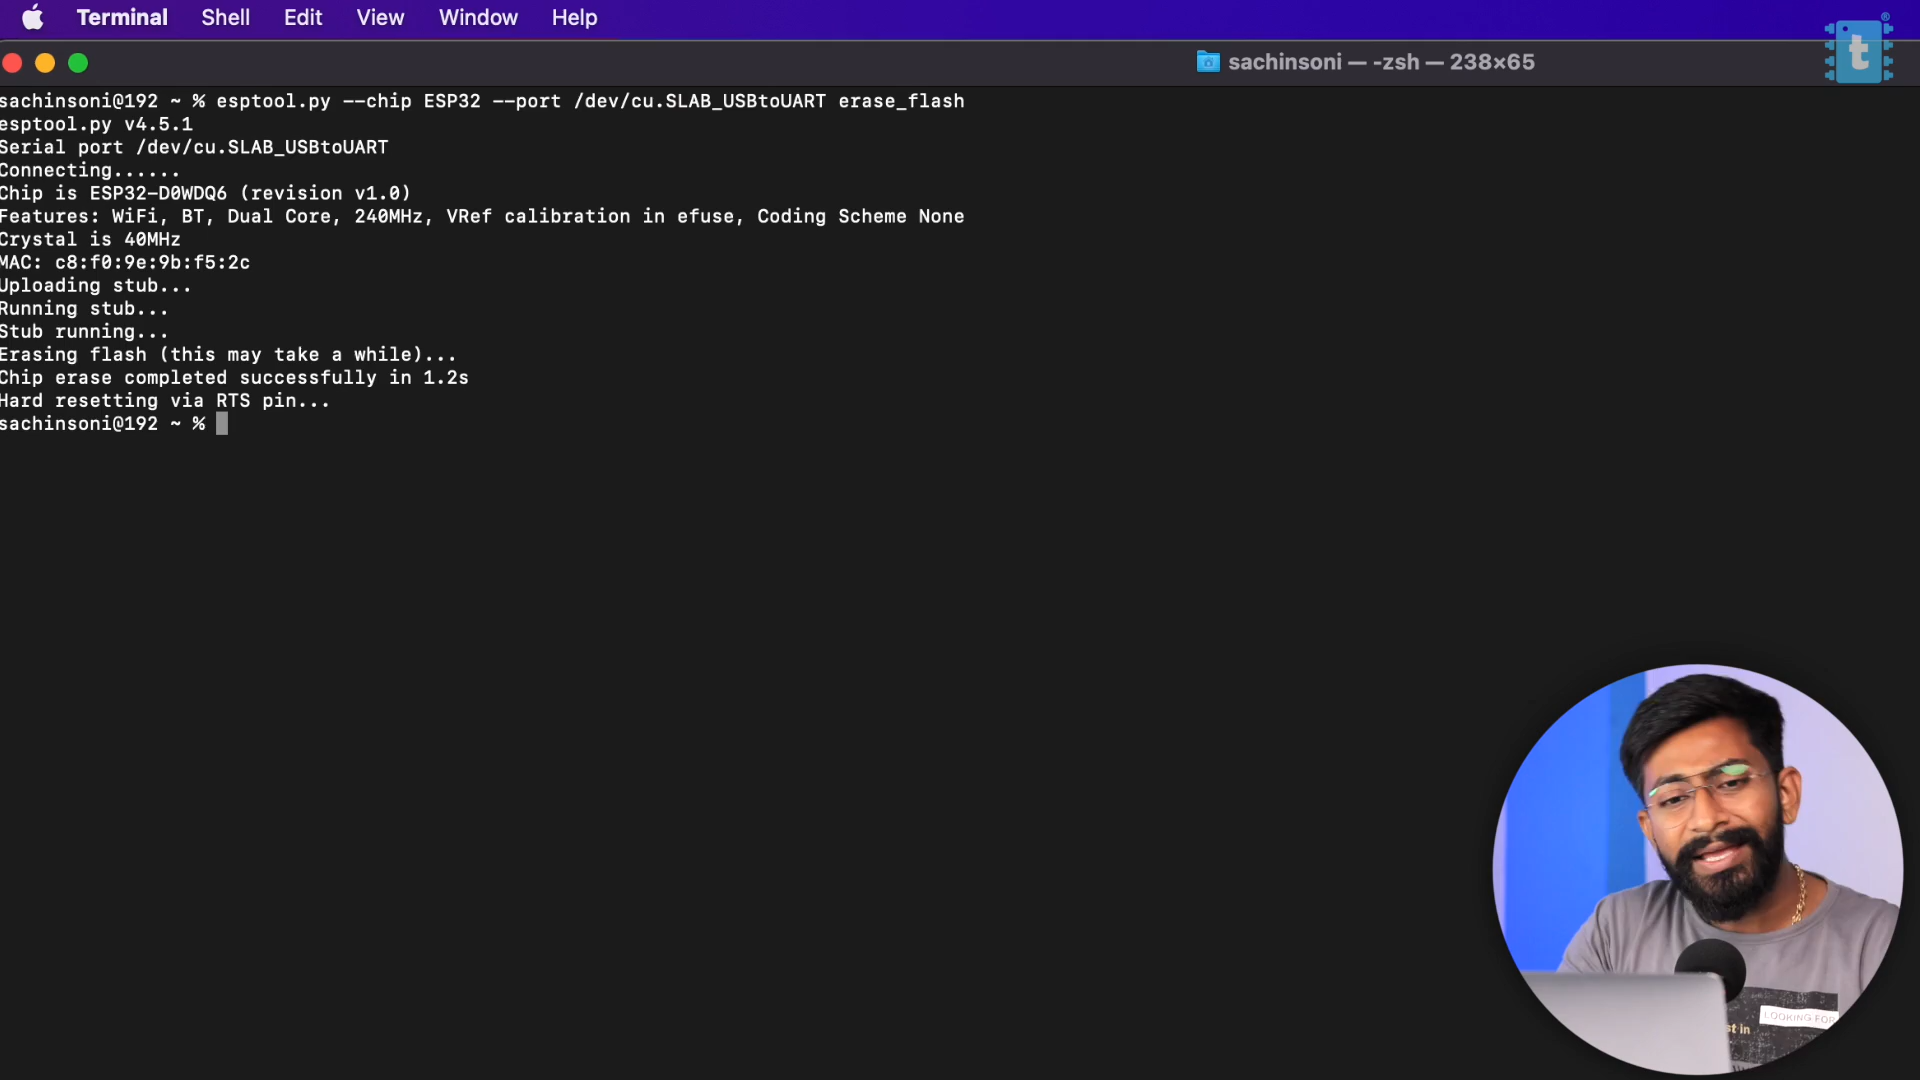 Terminal Shell Edit View Window Help
sachinsoni — -zsh — 238×65
t®
sachinsoni@192 ~ % esptool.py --chip ESP32 --port /dev/cu.SLAB_USBtoUART erase_flash
esptool.py v4.5.1
Serial port /dev/cu.SLAB_USBtoUART
Connecting......
Chip is ESP32-D0WDQ6 (revision v1.0)
Features: WiFi, BT, Dual Core, 240MHz, VRef calibration in efuse, Coding Scheme None
Crystal is 40MHz
MAC: c8:f0:9e:9b:f5:2c
Uploading stub...
Running stub...
Stub running...
Erasing flash (this may take a while)...
Chip erase completed successfully in 1.2s
Hard resetting via RTS pin...
sachinsoni@192 ~ %
LOOKING FOR
st in